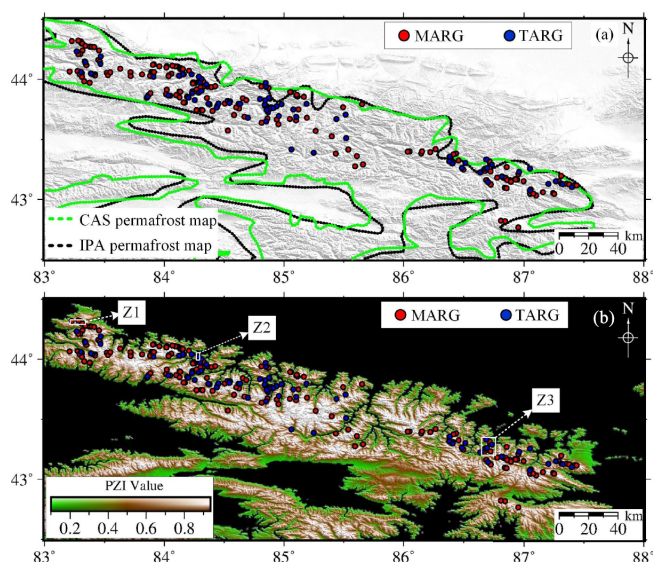 MARG TARG (a) N
44°
43°
CAS permafrost map
IPA permafrost map
0 20 40
km
83 84° 85° 86° 87° 88°
Z1 MARG TARG (b) N
Z2
44°
Z3
43°
PZI Value
0.2 0.4 0.6 0.8
0 20 40
km
83 84° 85° 86° 87° 88°